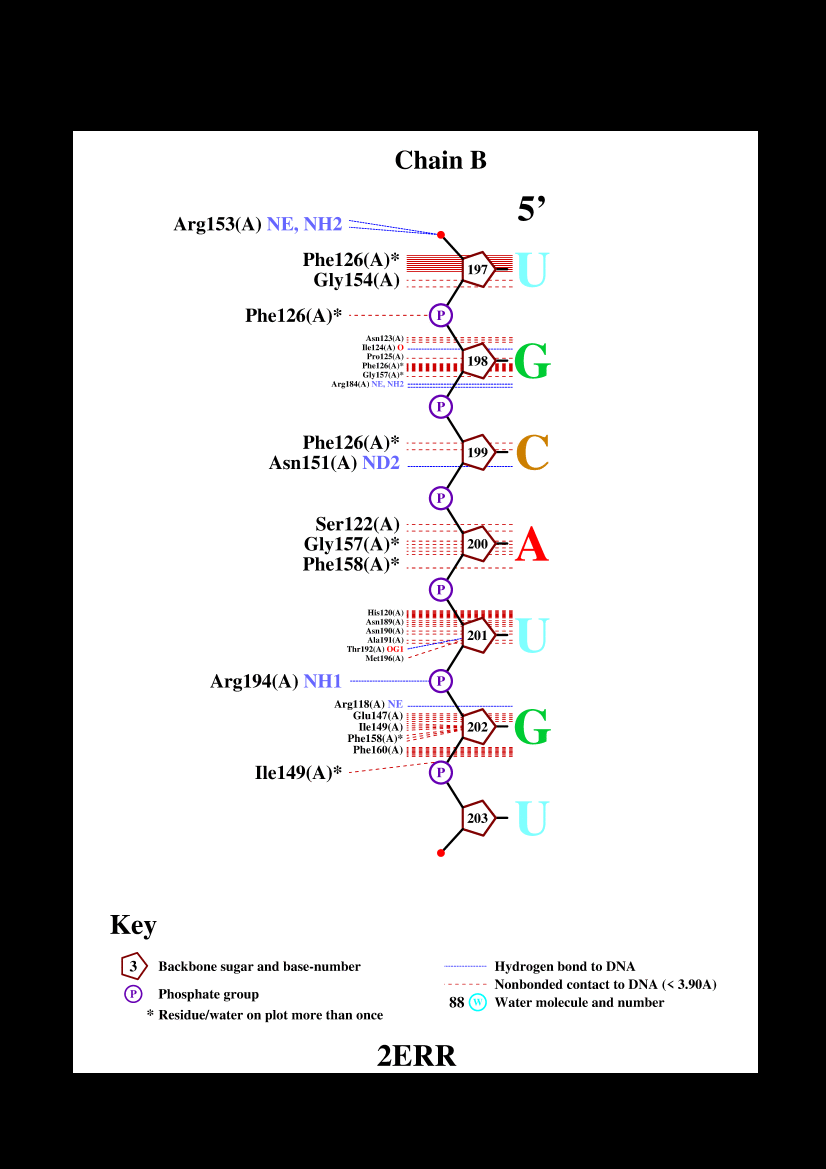 Chain B
5’
Arg153(A) NE, NH2
Phe126(A)*
197 U
Gly154(A)
Phe126(A)* P
Asn123(A)
Ile124(A) O
Pro125(A)
198 G
Phe126(A)*
Gly157(A)*
Arg184(A) NE, NH2
P
Phe126(A)*
199 C
Asn151(A) ND2
P
Ser122(A)
Gly157(A)* 200 A
Phe158(A)*
P
His120(A)
Asn189(A)
Asn190(A)
201 U
Ala191(A)
Thr192(A) OG1
Met196(A)
Arg194(A) NH1 P
Arg118(A) NE
Glu147(A)
Ile149(A) 202 G
Phe158(A)*
Phe160(A)
Ile149(A)* P
203 U
Key
3 Backbone sugar and base-number
P Phosphate group
* Residue/water on plot more than once
Hydrogen bond to DNA
Nonbonded contact to DNA (< 3.90A)
88 W Water molecule and number
2ERR